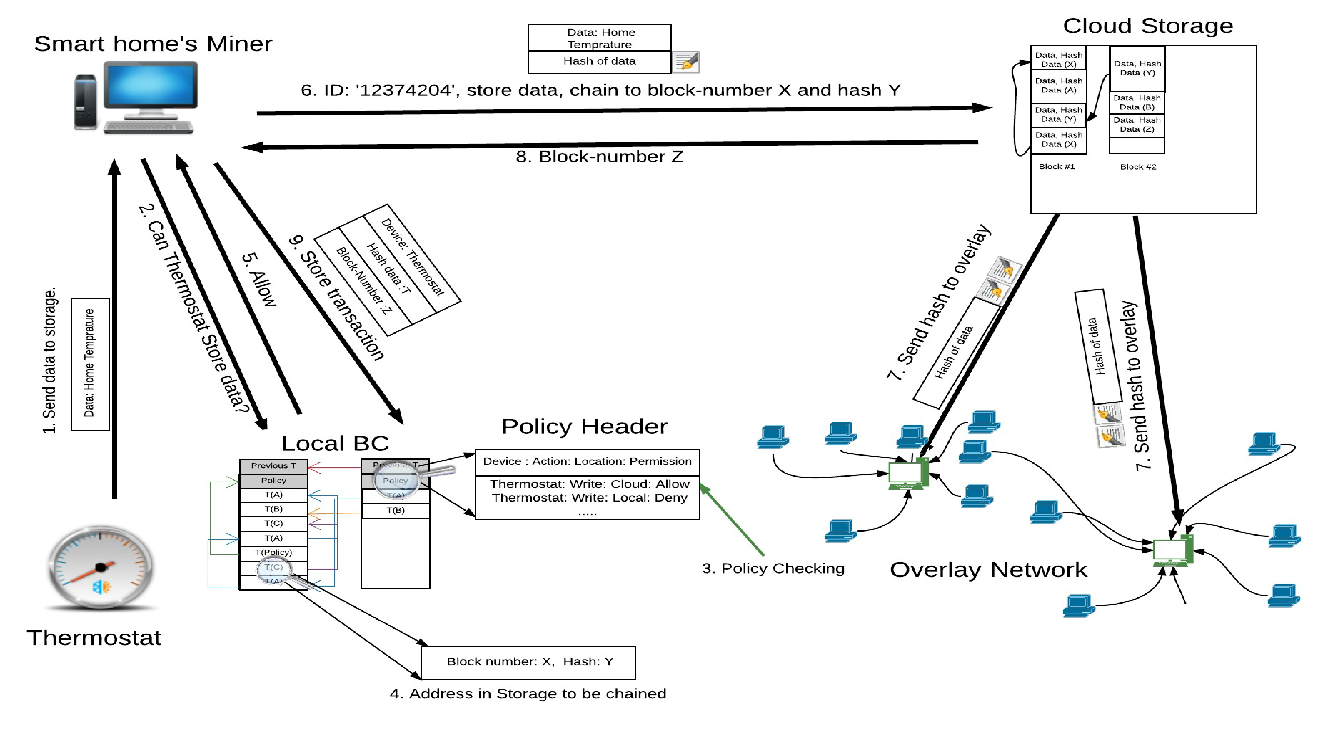 Smart home's Miner
Data: Home
Temprature
Hash of data
6. ID: '12374204', store data, chain to block-number X and hash Y
8. Block-number Z
Cloud Storage
Data, Hash
Data (X)
Data, Hash
Data (A)
Data, Hash
Data (Y)
Data, Hash
Data (X)
Block #1
Data, Hash
Data (Y)
Data, Hash
Data (B)
Data, Hash
Data (Z)
Block #2
1. Send data to storage.
Data: Home Temprature
2. Can Thermostat Store data?
5. Allow
9. Store transaction
Device: Thermostat
Hash data :T
Block-Number :Z
7. Send hash to overlay
Hash of data
7. Send hash to overlay
Hash of data
Local BC
Previous T
Policy
T(A)
T(B)
T(C)
T(A)
T(Policy)
T(C)
T(A)
Previous T
Policy
T(A)
T(B)
Policy Header
Device : Action: Location: Permission
Thermostat: Write: Cloud: Allow
Thermostat: Write: Local: Deny
.....
3. Policy Checking
Overlay Network
Thermostat
Block number: X, Hash: Y
4. Address in Storage to be chained